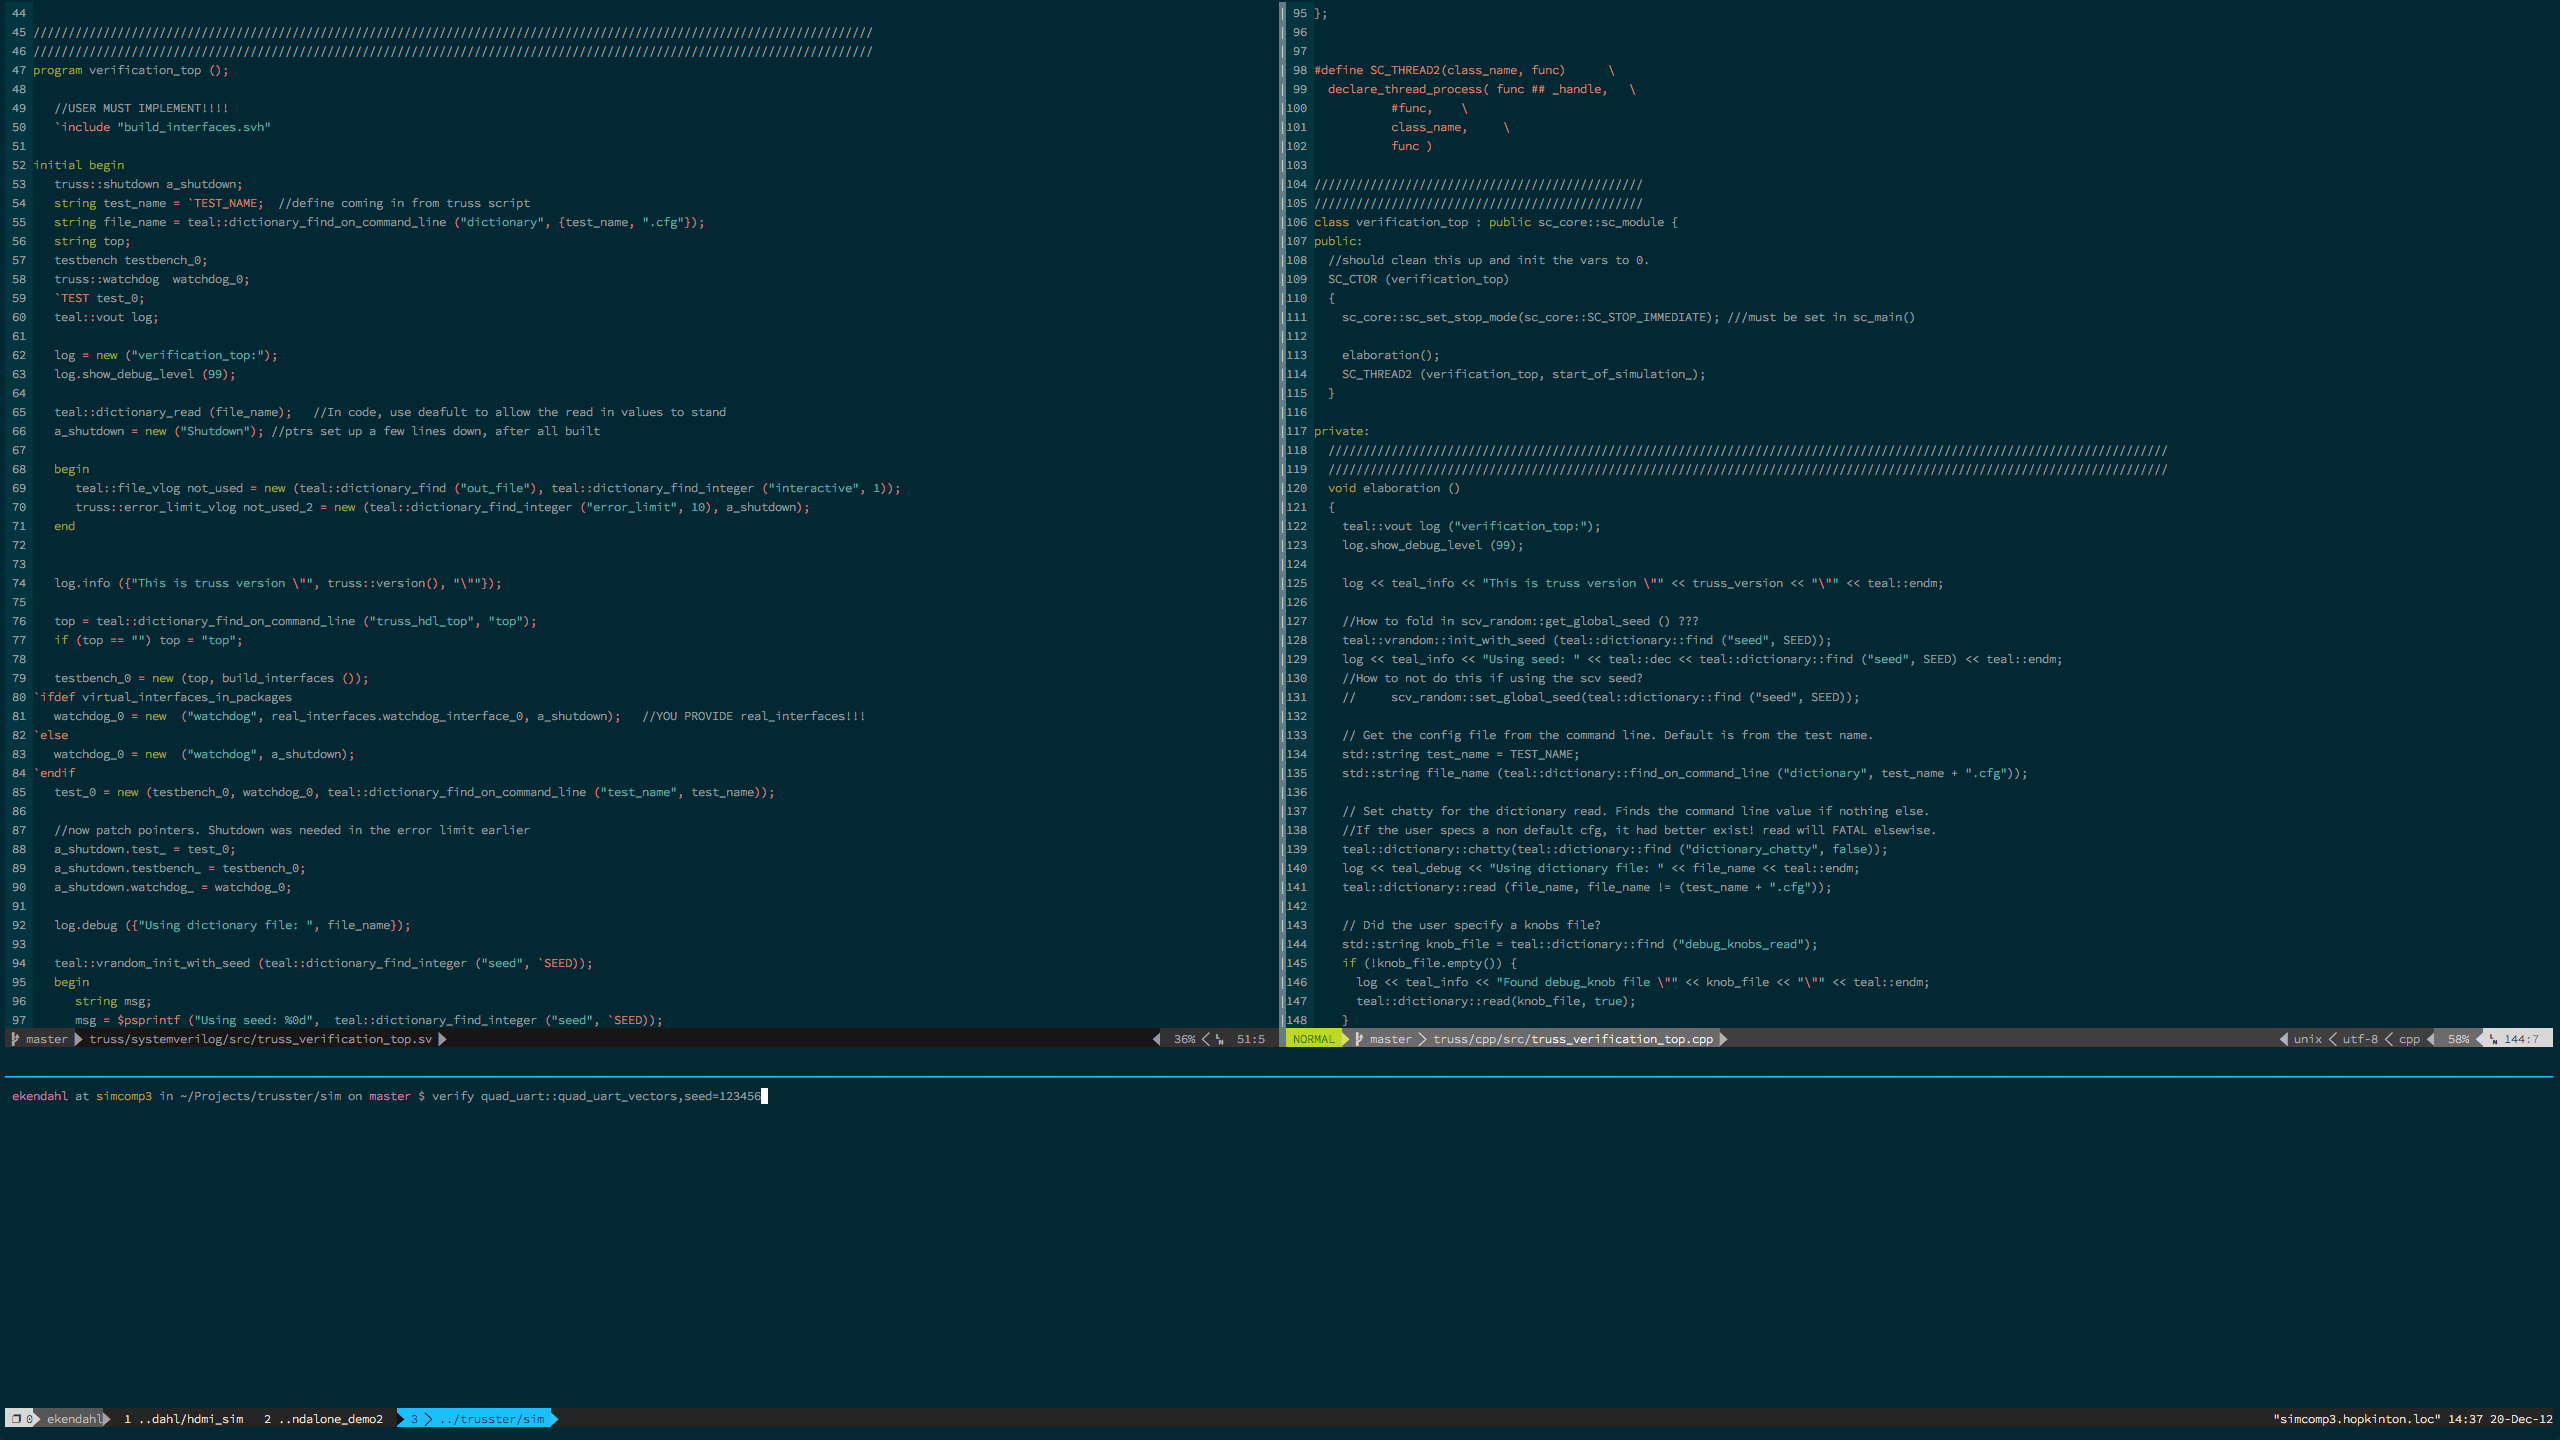 44
45 ////////////////////////////////////////////////////////////////////////////////////////////////////////////////////////
46 ////////////////////////////////////////////////////////////////////////////////////////////////////////////////////////
47 program verification_top ();
48
49    //USER MUST IMPLEMENT!!!!
50    `include "build_interfaces.svh"
51
52 initial begin
53    truss::shutdown a_shutdown;
54    string test_name = `TEST_NAME;  //define coming in from truss script
55    string file_name = teal::dictionary_find_on_command_line ("dictionary", {test_name, ".cfg"});
56    string top;
57    testbench testbench_0;
58    truss::watchdog  watchdog_0;
59    `TEST test_0;
60    teal::vout log;
61
62    log = new ("verification_top:");
63    log.show_debug_level (99);
64
65    teal::dictionary_read (file_name);   //In code, use deafult to allow the read in values to stand
66    a_shutdown = new ("Shutdown"); //ptrs set up a few lines down, after all built
67
68    begin
69       teal::file_vlog not_used = new (teal::dictionary_find ("out_file"), teal::dictionary_find_integer ("interactive", 1));
70       truss::error_limit_vlog not_used_2 = new (teal::dictionary_find_integer ("error_limit", 10), a_shutdown);
71    end
72
73
74    log.info ({"This is truss version \"", truss::version(), "\""});
75
76    top = teal::dictionary_find_on_command_line ("truss_hdl_top", "top");
77    if (top == "") top = "top";
78
79    testbench_0 = new (top, build_interfaces ());
80 `ifdef virtual_interfaces_in_packages
81    watchdog_0 = new  ("watchdog", real_interfaces.watchdog_interface_0, a_shutdown);   //YOU PROVIDE real_interfaces!!!
82 `else
83    watchdog_0 = new  ("watchdog", a_shutdown);
84 `endif
85    test_0 = new (testbench_0, watchdog_0, teal::dictionary_find_on_command_line ("test_name", test_name));
86
87    //now patch pointers. Shutdown was needed in the error limit earlier
88    a_shutdown.test_ = test_0;
89    a_shutdown.testbench_ = testbench_0;
90    a_shutdown.watchdog_ = watchdog_0;
91
92    log.debug ({"Using dictionary file: ", file_name});
93
94    teal::vrandom_init_with_seed (teal::dictionary_find_integer ("seed", `SEED));
95    begin
96       string msg;
97       msg = $psprintf ("Using seed: %0d",  teal::dictionary_find_integer ("seed", `SEED));
master truss/systemverilog/src/truss_verification_top.sv 36% 51:5
95 };
96
97
98 #define SC_THREAD2(class_name, func)      \
99   declare_thread_process( func ## _handle,   \
100            #func,    \
101            class_name,     \
102            func )
103
104 ///////////////////////////////////////////////
105 ///////////////////////////////////////////////
106 class verification_top : public sc_core::sc_module {
107 public:
108   //should clean this up and init the vars to 0.
109   SC_CTOR (verification_top)
110   {
111     sc_core::sc_set_stop_mode(sc_core::SC_STOP_IMMEDIATE); ///must be set in sc_main()
112
113     elaboration();
114     SC_THREAD2 (verification_top, start_of_simulation_);
115   }
116
117 private:
118   ////////////////////////////////////////////////////////////////////////////////////////////////////////////////////////
119   ////////////////////////////////////////////////////////////////////////////////////////////////////////////////////////
120   void elaboration ()
121   {
122     teal::vout log ("verification_top:");
123     log.show_debug_level (99);
124
125     log << teal_info << "This is truss version \"" << truss_version << "\"" << teal::endm;
126
127     //How to fold in scv_random::get_global_seed () ???
128     teal::vrandom::init_with_seed (teal::dictionary::find ("seed", SEED));
129     log << teal_info << "Using seed: " << teal::dec << teal::dictionary::find ("seed", SEED) << teal::endm;
130     //How to not do this if using the scv seed?
131     //     scv_random::set_global_seed(teal::dictionary::find ("seed", SEED));
132
133     // Get the config file from the command line. Default is from the test name.
134     std::string test_name = TEST_NAME;
135     std::string file_name (teal::dictionary::find_on_command_line ("dictionary", test_name + ".cfg"));
136
137     // Set chatty for the dictionary read. Finds the command line value if nothing else.
138     //If the user specs a non default cfg, it had better exist! read will FATAL elsewise.
139     teal::dictionary::chatty(teal::dictionary::find ("dictionary_chatty", false));
140     log << teal_debug << "Using dictionary file: " << file_name << teal::endm;
141     teal::dictionary::read (file_name, file_name != (test_name + ".cfg"));
142
143     // Did the user specify a knobs file?
144     std::string knob_file = teal::dictionary::find ("debug_knobs_read");
145     if (!knob_file.empty()) {
146       log << teal_info << "Found debug_knob file \"" << knob_file << "\"" << teal::endm;
147       teal::dictionary::read(knob_file, true);
148     }
NORMAL master truss/cpp/src/truss_verification_top.cpp unix utf-8 cpp 58% 144:7
ekendahl at simcomp3 in ~/Projects/trusster/sim on master $ verify quad_uart::quad_uart_vectors,seed=123456
0 ekendahl 1 ..dahl/hdmi_sim 2 ..ndalone_demo2 3 ../trusster/sim "simcomp3.hopkinton.loc" 14:37 20-Dec-12